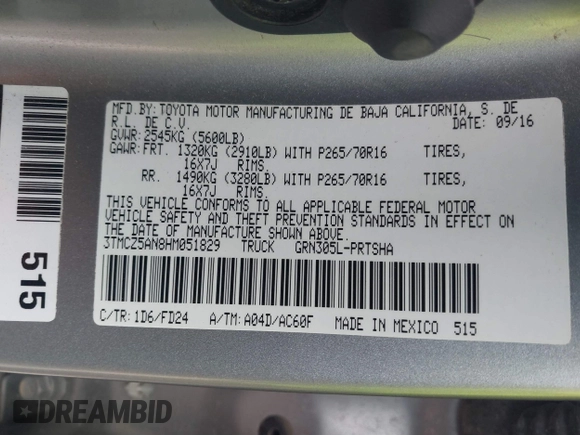 MFD.BY:TOYOTA MOTOR MANUFACTURING DE BAJA CALIFORNIA, S. DE
R.L. DE C.V. DATE: 09/16
GVWR:2545KG (5600LB)
GAWR:FRT. 1320KG (2910LB) WITH P265/70R16 TIRES,
16X7J RIMS.
RR. 1490KG (3280LB) WITH P265/70R16 TIRES,
16X7J RIMS.
THIS VEHICLE CONFORMS TO ALL APPLICABLE FEDERAL MOTOR
VEHICLE SAFETY AND THEFT PREVENTION STANDARDS IN EFFECT ON
THE DATE OF MANUFACTURE SHOWN ABOVE.
3TMCZ5AN8HM051829 TRUCK GRN305L-PRTSHA
C/TR:1D6/FD24 A/TM:A04D/AC60F MADE IN MEXICO 515
515
DREAMBID